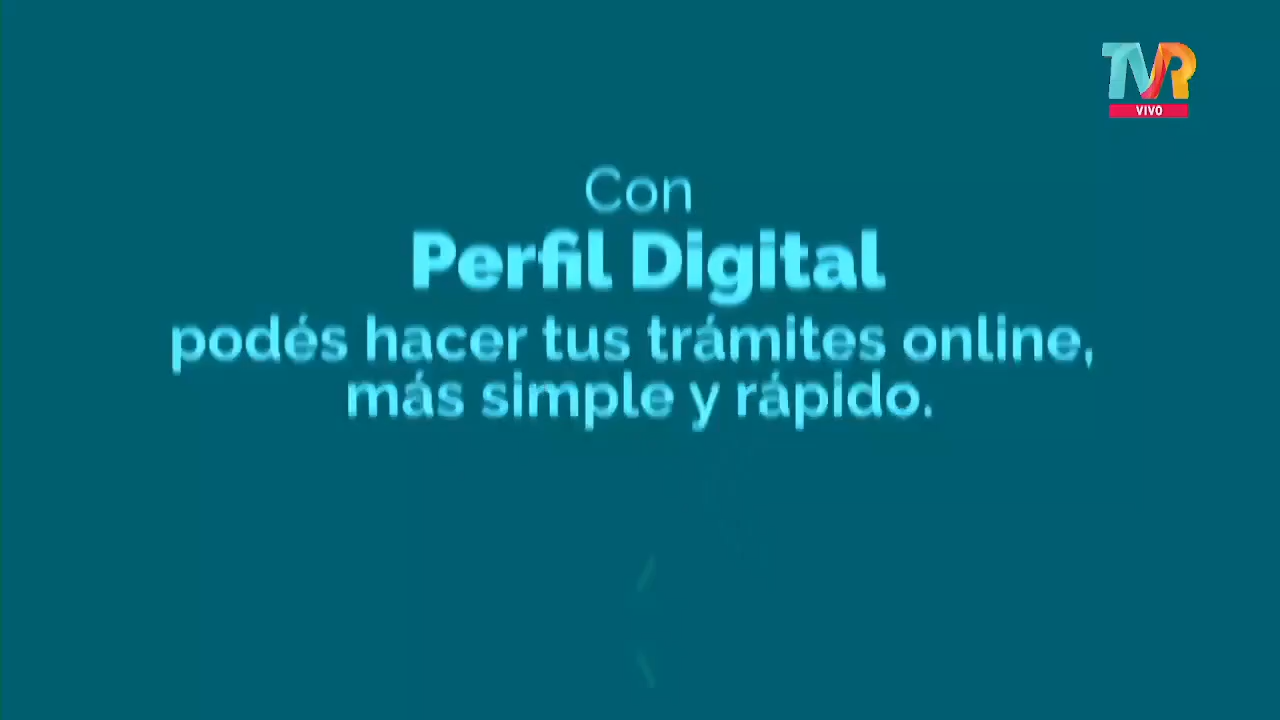 TVR
VIVO
Con
Perfil Digital
podés hacer tus trámites online,
más simple y rápido.